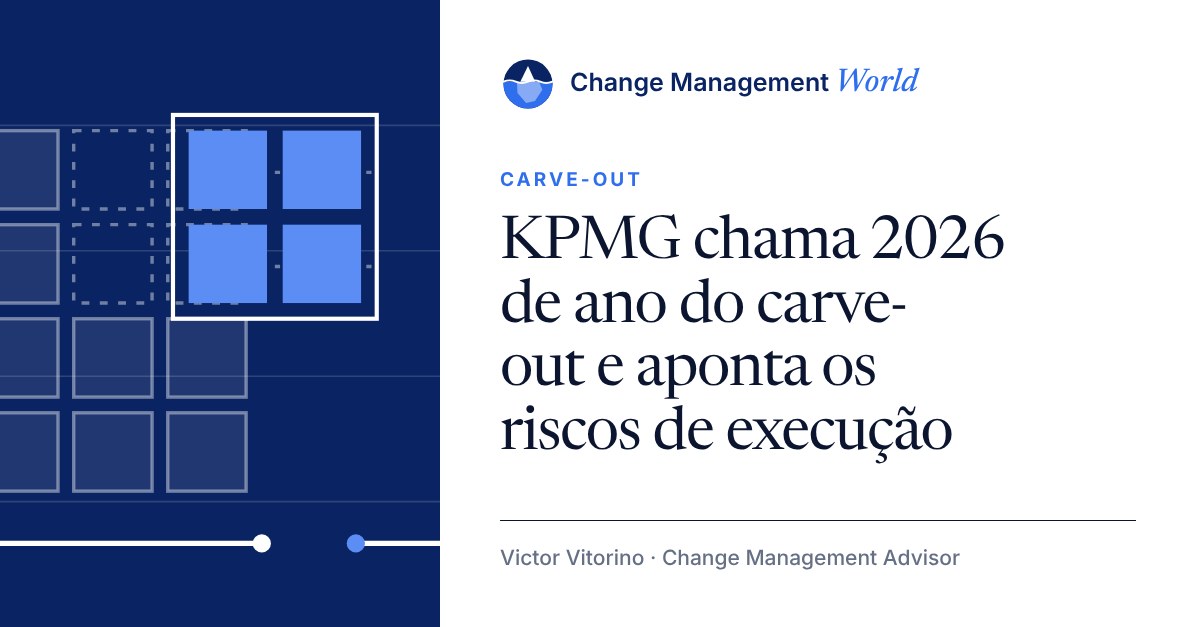 Change Management World
CARVE-OUT
KPMG chama 2026
de ano do carve-
out e aponta os
riscos de execução
Victor Vitorino · Change Management Advisor